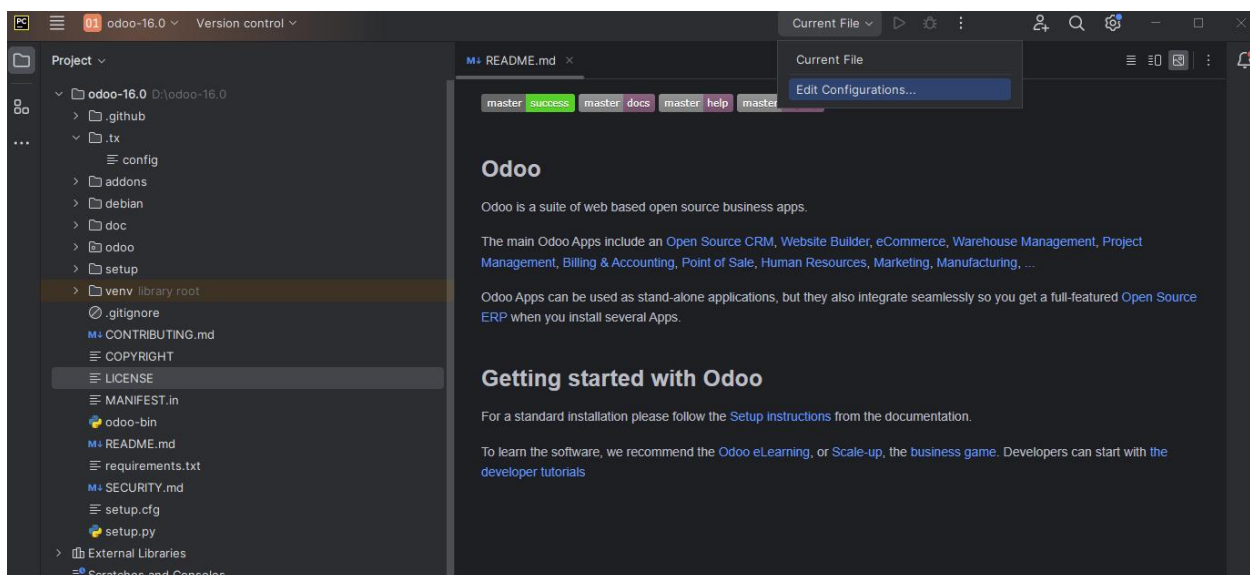 PC
01 odoo-16.0 Version control
Current File
Project
M↓ README.md
Current File
Edit Configurations...
odoo-16.0 D:\odoo-16.0
.github
.tx
config
addons
debian
doc
odoo
setup
venv library root
.gitignore
M↓ CONTRIBUTING.md
COPYRIGHT
LICENSE
MANIFEST.in
odoo-bin
M↓ README.md
requirements.txt
M↓ SECURITY.md
setup.cfg
setup.py
External Libraries
Scratches and Consoles
master success master docs master help master
Odoo
Odoo is a suite of web based open source business apps.
The main Odoo Apps include an Open Source CRM, Website Builder, eCommerce, Warehouse Management, Project
Management, Billing & Accounting, Point of Sale, Human Resources, Marketing, Manufacturing, ...
Odoo Apps can be used as stand-alone applications, but they also integrate seamlessly so you get a full-featured Open Source
ERP when you install several Apps.
Getting started with Odoo
For a standard installation please follow the Setup instructions from the documentation.
To learn the software, we recommend the Odoo eLearning, or Scale-up, the business game. Developers can start with the
developer tutorials